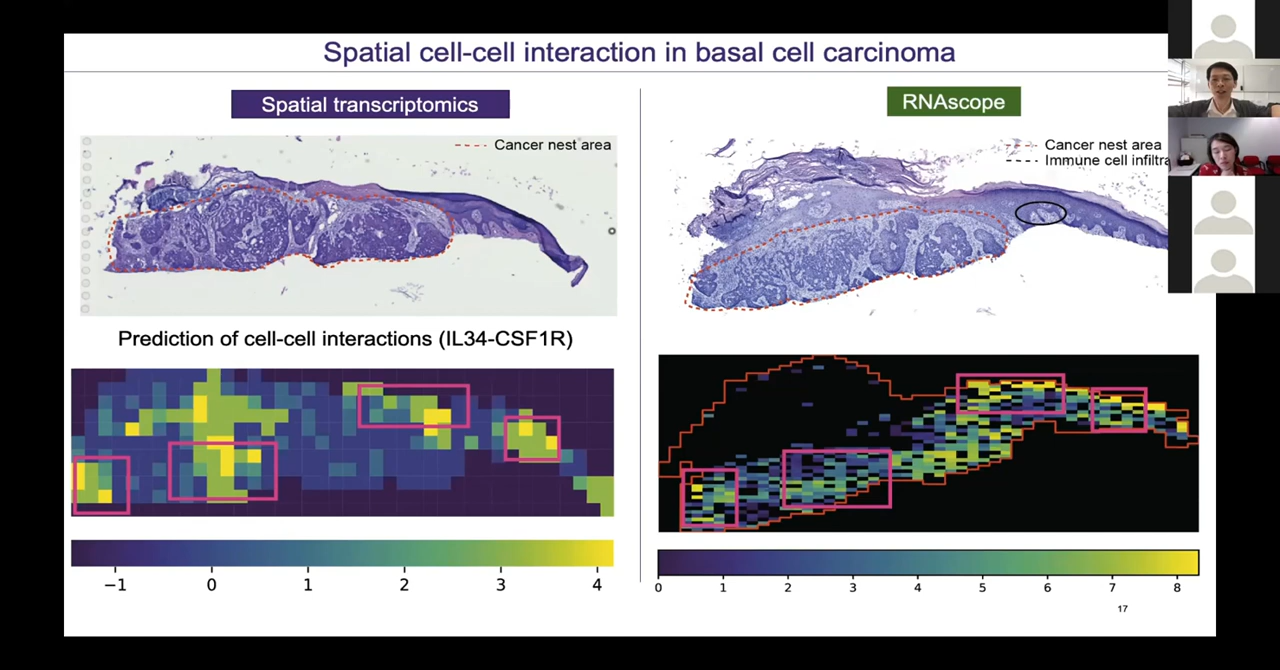 Spatial cell-cell interaction in basal cell carcinoma
Spatial transcriptomics
Cancer nest area
Prediction of cell-cell interactions (IL34-CSF1R)
−1 0 1 2 3 4
RNAscope
Cancer nest area
Immune cell infiltra
0 1 2 3 4 5 6 7 8
17